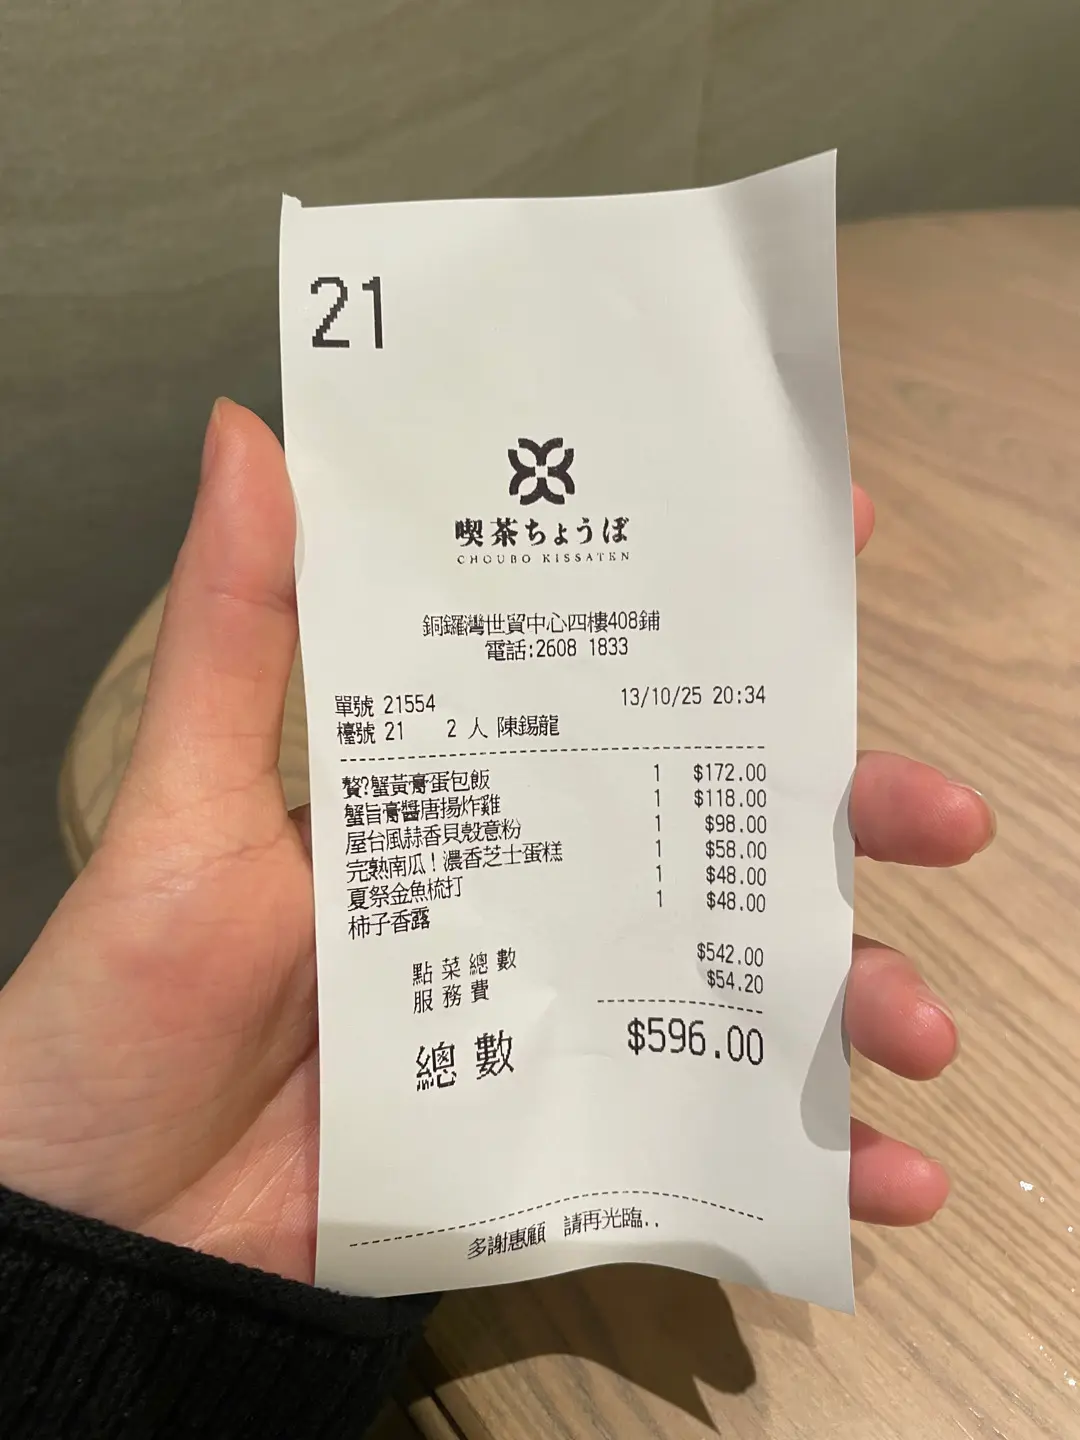 21
喫茶ちょうぼ
CHOUBO KISSATEN
銅鑼灣世貿中心四樓408鋪
電話:2608 1833
單號 21554 13/10/25 20:34
檯號 21 2 人 陳錫龍
贅?蟹黃膏蛋包飯 1 $172.00
蟹旨膏醬唐揚炸雞 1 $118.00
屋台風蒜香貝殼意粉 1 $98.00
完熟南瓜！濃香芝士蛋糕 1 $58.00
夏祭金魚梳打 1 $48.00
柿子香露 1 $48.00
點菜總數 $542.00
服務費 $54.20
總數 $596.00
多謝惠顧 請再光臨..